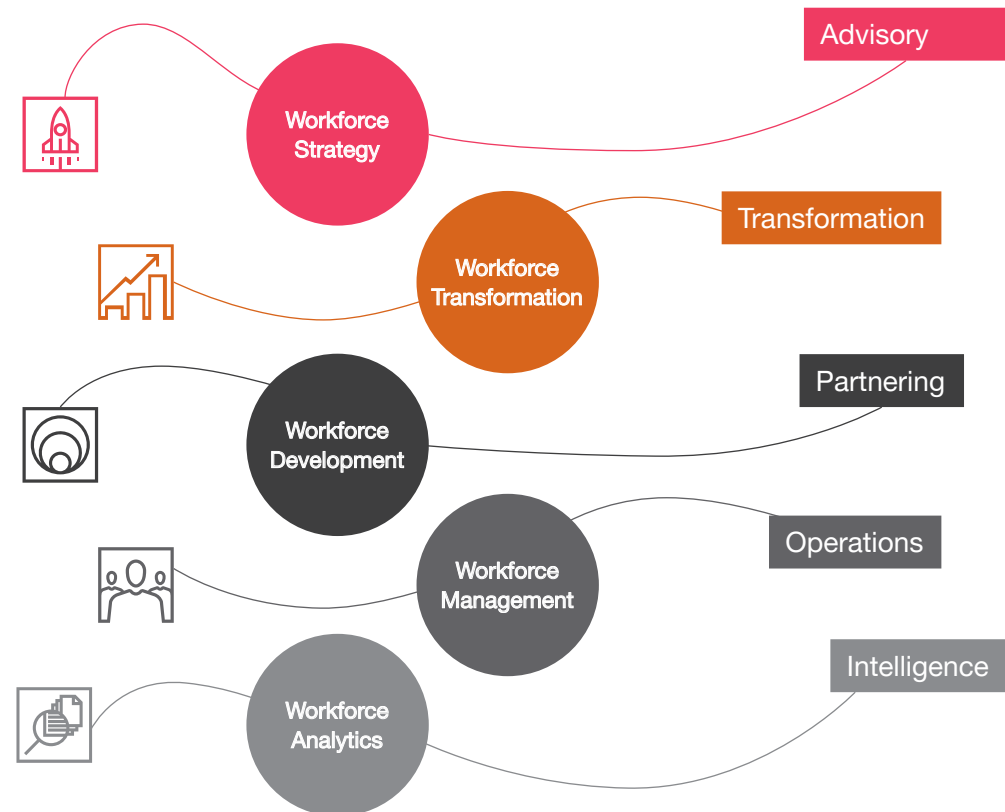 Advisory
Workforce
Strategy
Transformation
Workforce
Transformation
Partnering
Workforce
Development
Operations
Workforce
Management
Intelligence
Workforce
Analytics